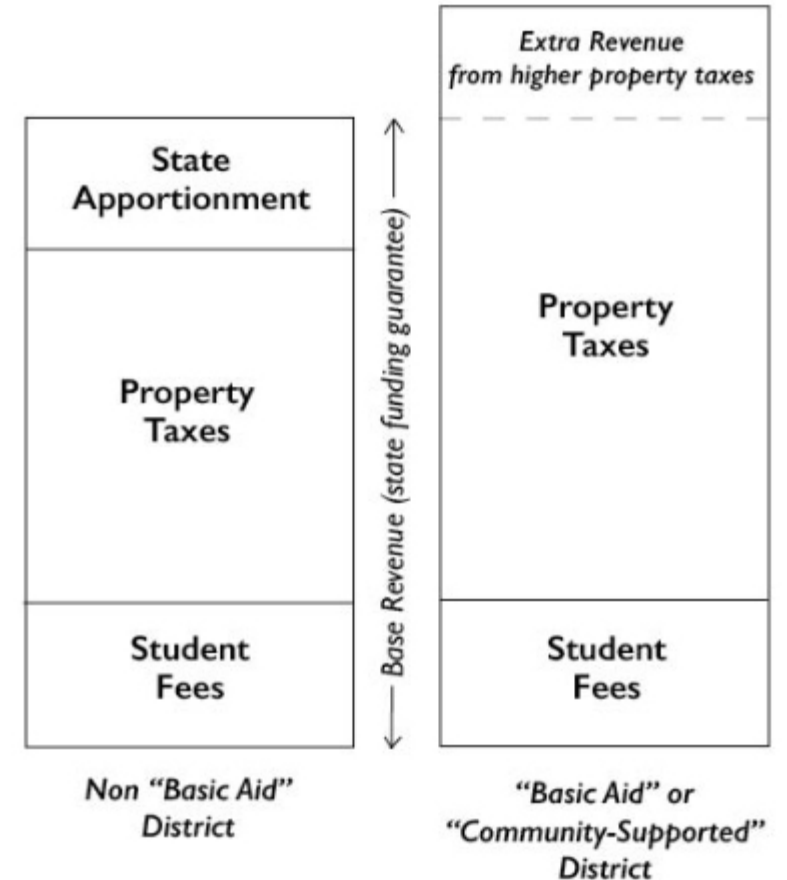 State
Apportionment
Property
Taxes
Student
Fees
Non “Basic Aid”
District
Base Revenue (state funding guarantee)
Extra Revenue
from higher property taxes
Property
Taxes
Student
Fees
“Basic Aid” or
“Community-Supported”
District